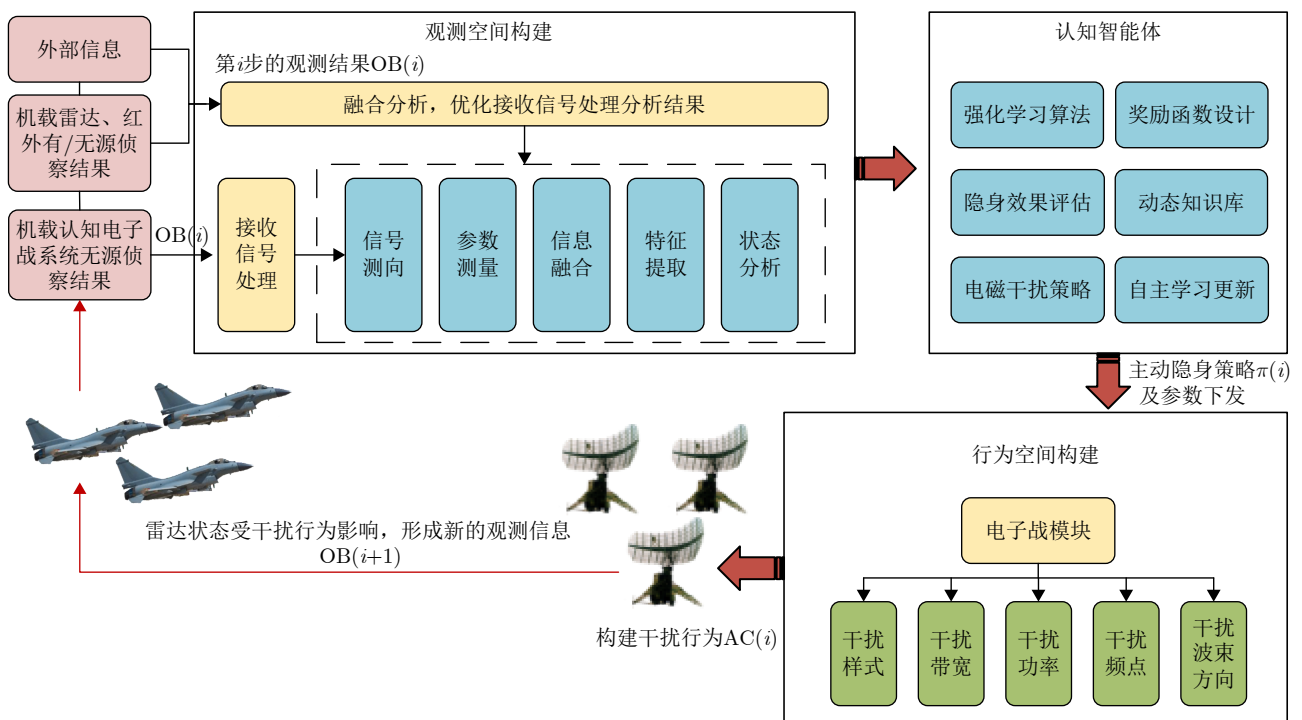 外部信息
机载雷达、红
外有/无源侦
察结果
机载认知电子
战系统无源侦
察结果
OB(i)
观测空间构建
第i步的观测结果OB(i)
融合分析，优化接收信号处理分析结果
接收
信号
处理
信号
测向
参数
测量
信息
融合
特征
提取
状态
分析
认知智能体
强化学习算法
奖励函数设计
隐身效果评估
动态知识库
电磁干扰策略
自主学习更新
主动隐身策略π(i)
及参数下发
行为空间构建
电子战模块
干扰
样式
干扰
带宽
干扰
功率
干扰
频点
干扰
波束
方向
构建干扰行为AC(i)
雷达状态受干扰行为影响，形成新的观测信息
OB(i+1)